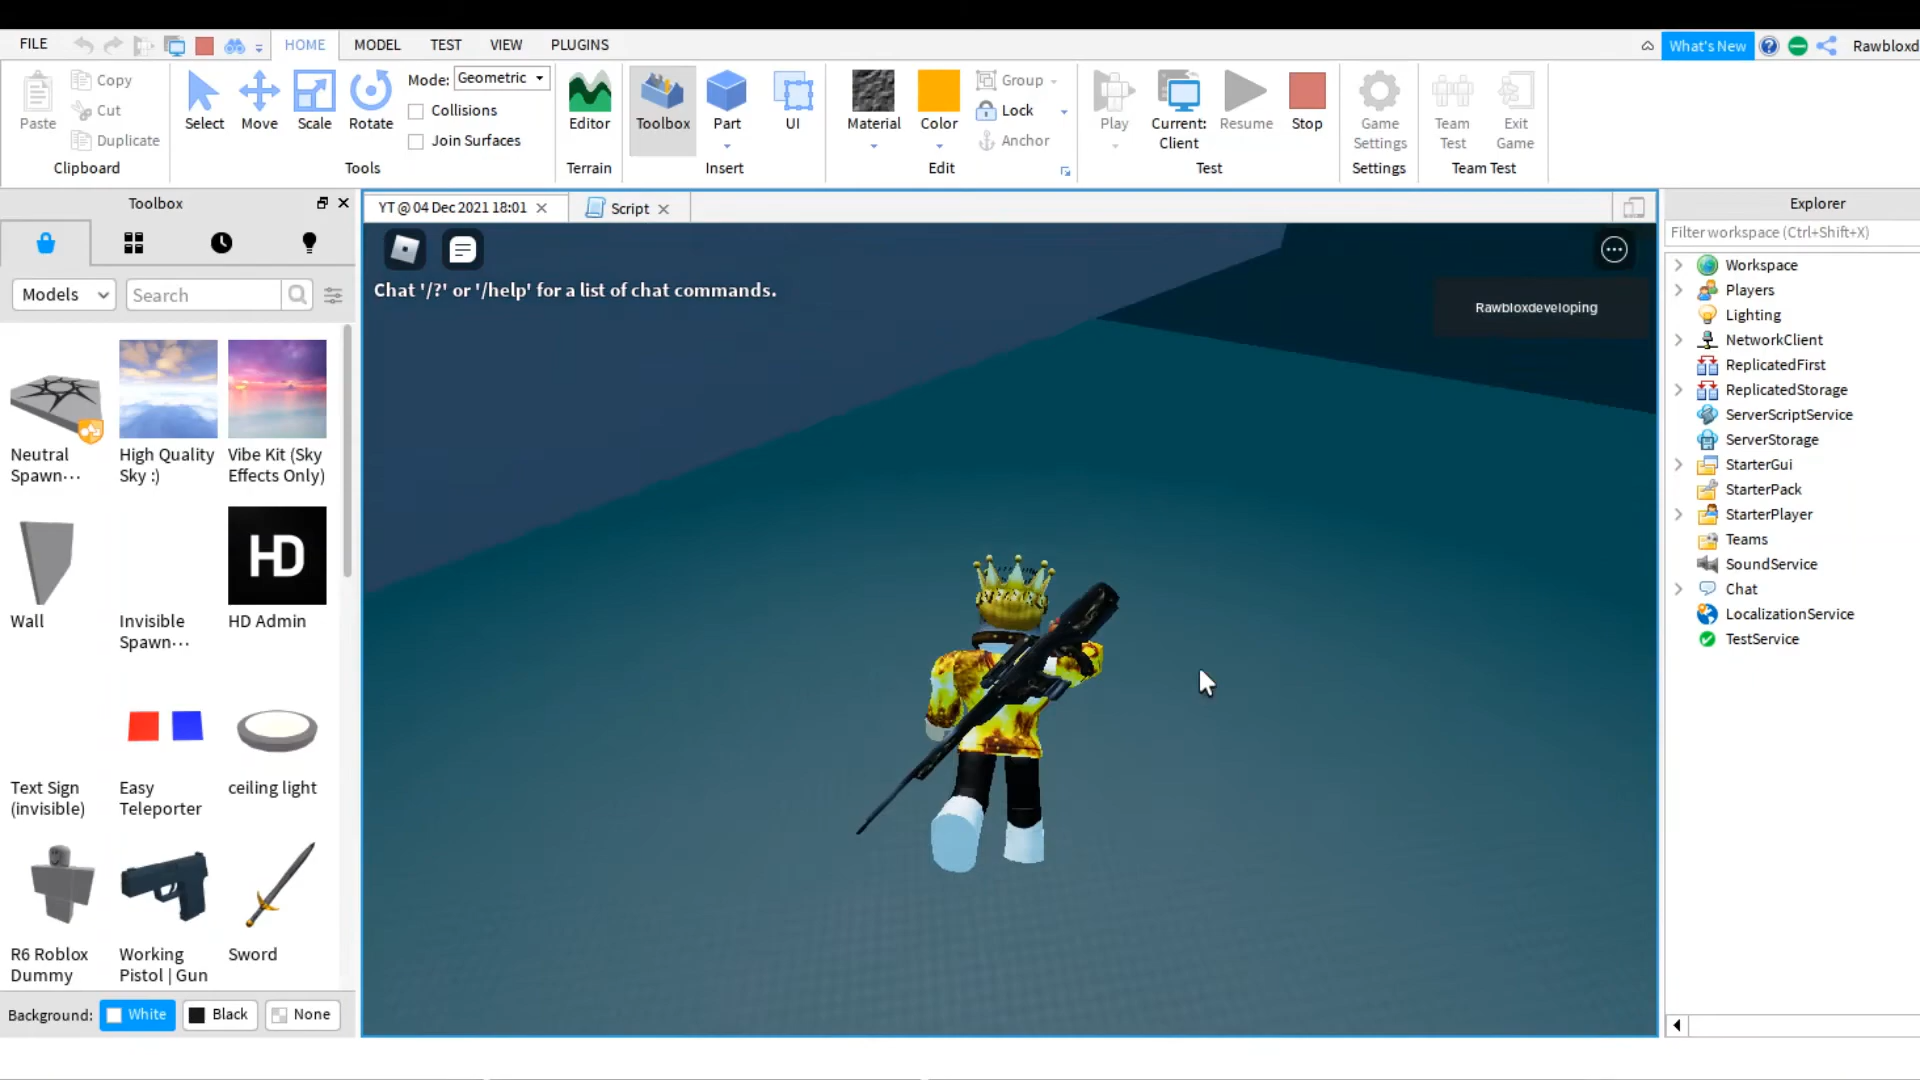 FILE
HOME
MODEL
TEST
VIEW
PLUGINS
What's New
Rawbloxd
Paste
Copy
Cut
Duplicate
Clipboard
Select
Move
Scale
Rotate
Mode: Geometric
Collisions
Join Surfaces
Tools
Editor
Terrain
Toolbox
Part
UI
Insert
Material
Color
Group
Lock
Anchor
Edit
Play
Current:
Client
Resume
Stop
Test
Game
Settings
Settings
Team
Test
Exit
Game
Team Test
Toolbox
Models
Search
Neutral
Spawn...
High Quality
Sky :)
Vibe Kit (Sky
Effects Only)
Wall
Invisible
Spawn...
HD
HD Admin
Text Sign
(invisible)
Easy
Teleporter
ceiling light
R6 Roblox
Dummy
Working
Pistol | Gun
Sword
Background: White Black None
YT @ 04 Dec 2021 18:01
Script
Chat '/?' or '/help' for a list of chat commands.
Rawbloxdeveloping
Explorer
Filter workspace (Ctrl+Shift+X)
Workspace
Players
Lighting
NetworkClient
ReplicatedFirst
ReplicatedStorage
ServerScriptService
ServerStorage
StarterGui
StarterPack
StarterPlayer
Teams
SoundService
Chat
LocalizationService
TestService